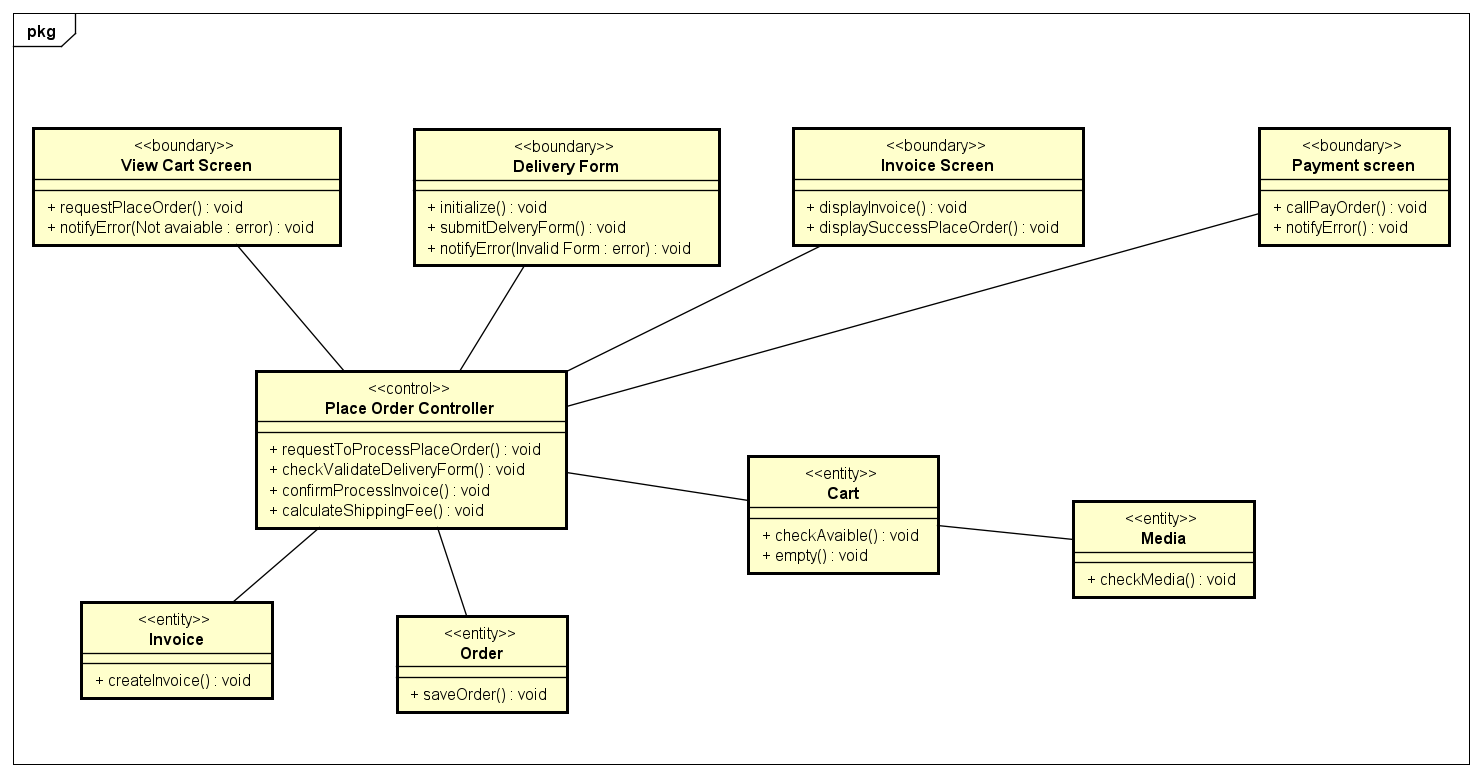 pkg
<<boundary>>
View Cart Screen
+ requestPlaceOrder() : void
+ notifyError(Not avaiable : error) : void
<<boundary>>
Delivery Form
+ initialize() : void
+ submitDelveryForm() : void
+ notifyError(Invalid Form : error) : void
<<boundary>>
Invoice Screen
+ displayInvoice() : void
+ displaySuccessPlaceOrder() : void
<<boundary>>
Payment screen
+ callPayOrder() : void
+ notifyError() : void
<<control>>
Place Order Controller
+ requestToProcessPlaceOrder() : void
+ checkValidateDeliveryForm() : void
+ confirmProcessInvoice() : void
+ calculateShippingFee() : void
<<entity>>
Cart
+ checkAvaible() : void
+ empty() : void
<<entity>>
Media
+ checkMedia() : void
<<entity>>
Invoice
+ createInvoice() : void
<<entity>>
Order
+ saveOrder() : void